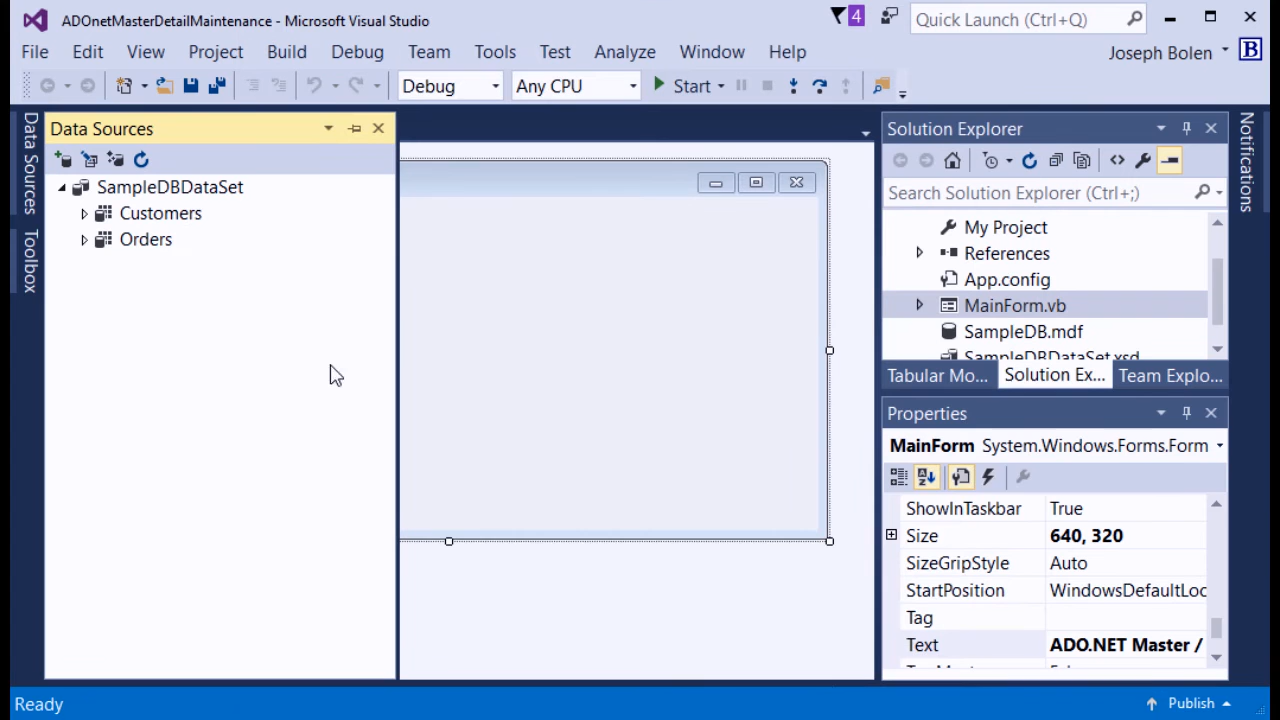 ADOnetMasterDetailMaintenance - Microsoft Visual Studio
4
Quick Launch (Ctrl+Q)
File Edit View Project Build Debug Team Tools Test Analyze Window Help
Joseph Bolen
B
Debug Any CPU Start
Data Sources
Toolbox
Data Sources
SampleDBDataSet
Customers
Orders
Solution Explorer
Search Solution Explorer (Ctrl+;)
My Project
References
App.config
MainForm.vb
SampleDB.mdf
SampleDBDataSet.xsd
Tabular Mo... Solution Ex... Team Explo...
Properties
MainForm System.Windows.Forms.Form
ShowInTaskbar True
Size 640, 320
SizeGripStyle Auto
StartPosition WindowsDefaultLoc
Tag
Text ADO.NET Master /
Notifications
Ready
Publish